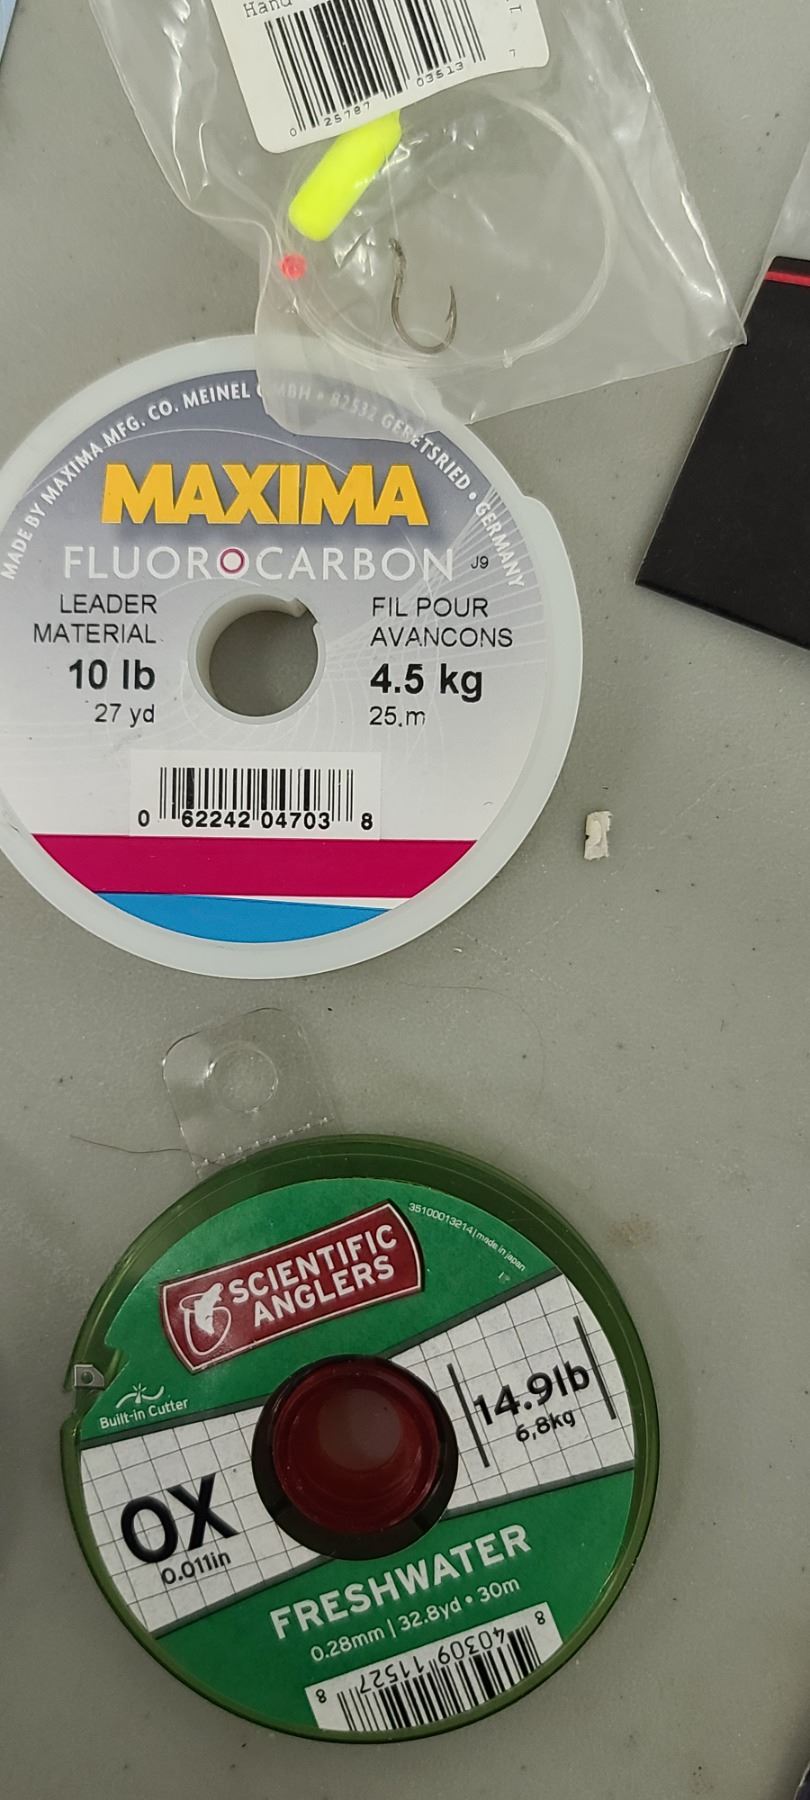 Hand
0 25787 03513 7
MADE BY MAXIMA MFG. CO. MEINEL GMBH • 82532 GERETSRIED • GERMANY
MAXIMA
FLUOROCARBON J9
LEADER
MATERIAL
10 lb
27 yd
FIL POUR
AVANCONS
4.5 kg
25.m
0 62242 04703 8
SCIENTIFIC
ANGLERS
35100013214 | made in japan
Built-in Cutter
14.9lb
6,8kg
0X
0.011in
FRESHWATER
0.28mm | 32.8yd • 30m
8 40309 11527 8